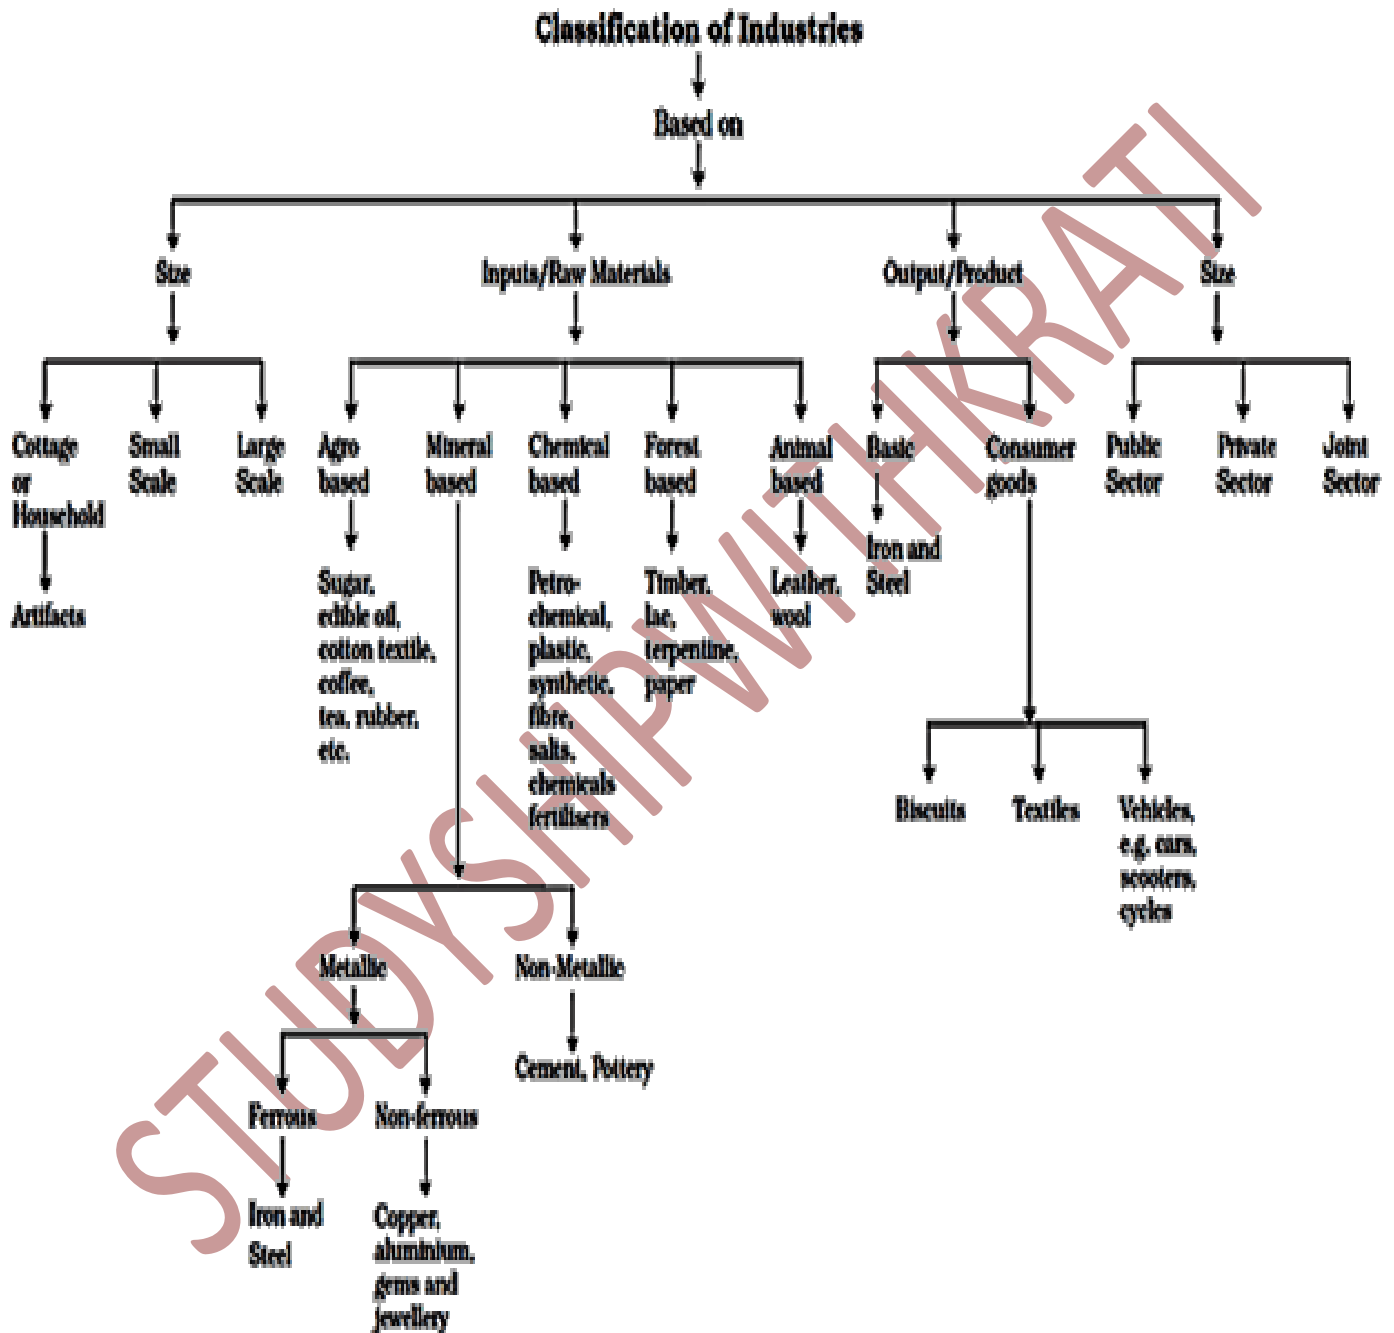 Classification of Industries
Based on
Size
Inputs/Raw Materials
Output/Product
Size
Cottage
or
Household
Artifacts
Small
Scale
Large
Scale
Agro
based
Sugar,
edible oil,
cotton textile,
coffee,
tea, rubber,
etc.
Mineral
based
Metallic
Ferrous
Iron and
Steel
Non-ferrous
Copper,
aluminium,
gems and
jewellery
Non-Metallic
Cement, Pottery
Chemical
based
Petro-
chemical,
plastic,
synthetic,
fibre,
salts,
chemicals
fertilisers
Forest
based
Timber,
lac,
terpentine,
paper
Animal
based
Leather,
wool
Basic
Iron and
Steel
Consumer
goods
Biscuits
Textiles
Vehicles,
e.g. cars,
scooters,
cycles
Public
Sector
Private
Sector
Joint
Sector
STUDYSHIPWITHKRATI